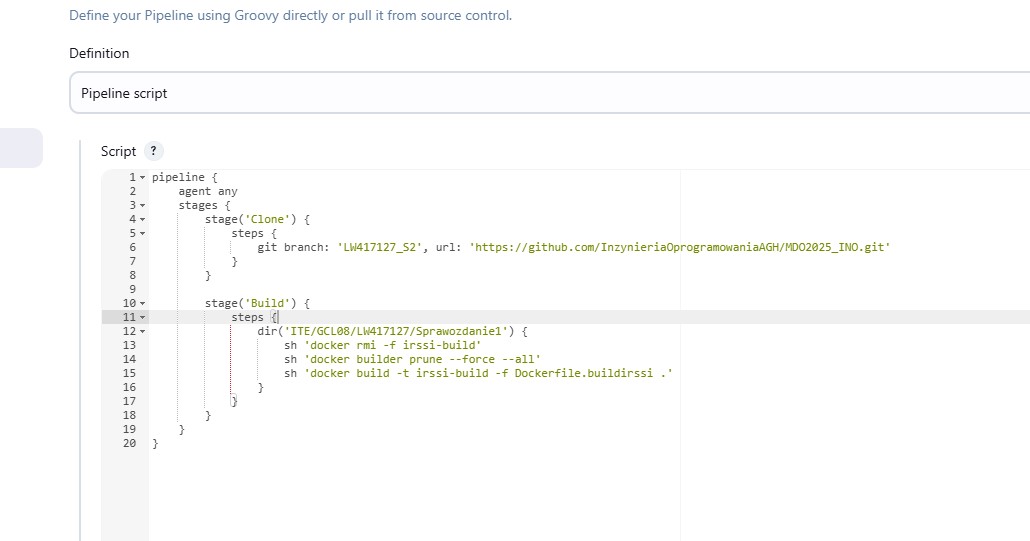 Define your Pipeline using Groovy directly or pull it from source control.
Definition
Pipeline script
Script ?
1 pipeline {
2     agent any
3     stages {
4         stage('Clone') {
5             steps {
6                 git branch: 'LW417127_S2', url: 'https://github.com/InzynieriaOprogramowaniaAGH/MDO2025_INO.git'
7             }
8         }
9
10         stage('Build') {
11             steps {
12                 dir('ITE/GCL08/LW417127/Sprawozdanie1') {
13                     sh 'docker rmi -f irssi-build'
14                     sh 'docker builder prune --force --all'
15                     sh 'docker build -t irssi-build -f Dockerfile.buildirssi .'
16                 }
17             }
18         }
19     }
20 }